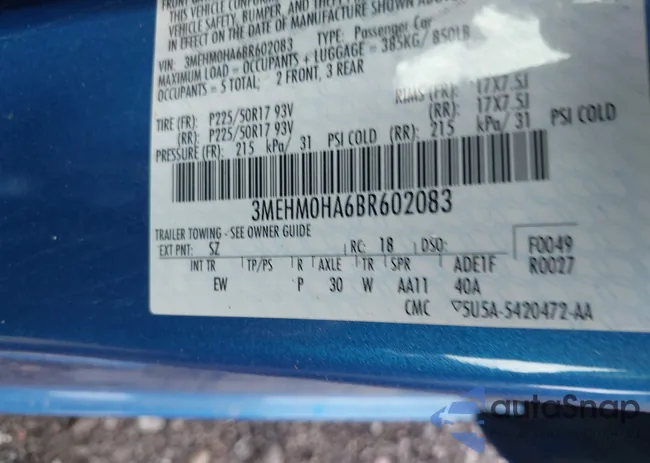 THIS VEHICLE CONFOR
VEHICLE SAFETY, BUMPER, AND THEFT PRE
IN EFFECT ON THE DATE OF MANUFACTURE SHOWN ABOV
VIN: 3MEHM0HA6BR602083 TYPE: Passenger Car
MAXIMUM LOAD = OCCUPANTS + LUGGAGE = 385KG/ 850LB
OCCUPANTS = 5 TOTAL; 2 FRONT, 3 REAR
TIRE (FR): P225/50R17 93V RIMS (FR): 17X7.5J
(RR): P225/50R17 93V (RR): 17X7.5J
PRESSURE (FR): 215 kPa/ 31 PSI COLD (RR): 215 kPa/ 31 PSI COLD
3MEHM0HA6BR602083
TRAILER TOWING - SEE OWNER GUIDE
EXT PNT: SZ RC: 18 DSO: F0049
INT TR TP/PS R AXLE TR SPR ADE1F R0027
EW P 30 W AA11 40A
CMC 5U5A-5420472-AA
autoSnap